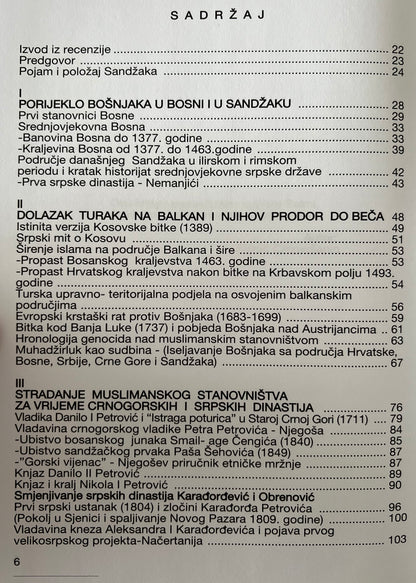 SADRŽAJ
Izvod iz recenzije 22
Predgovor 23
Pojam i položaj Sandžaka 24
I
PORIJEKLO BOŠNJAKA U BOSNI I U SANDŽAKU 28
Prvi stanovnici Bosne 29
Srednjovjekovna Bosna 33
-Banovina Bosna do 1377. godine 33
-Kraljevina Bosna od 1377. do 1463.godine 39
Područje današnjeg Sandžaka u ilirskom i rimskom
periodu i kratak historijat srednjovjekovne srpske države 42
-Prva srpska dinastija - Nemanjići 43
II
DOLAZAK TURAKA NA BALKAN I NJIHOV PRODOR DO BEČA 48
Istinita verzija Kosovske bitke (1389) 49
Srpski mit o Kosovu 51
Širenje islama na područje Balkana i šire 53
-Propast Bosanskog kraljevstva 1463. godine 53
-Propast Hrvatskog kraljevstva nakon bitke na Krbavskom polju 1493.
godine 54
Turska upravno- teritorijalna podjela na osvojenim balkanskim
područjima 56
Evropski krstaški rat protiv Bošnjaka (1683-1699) 59
Bitka kod Banja Luke (1737) i pobjeda Bošnjaka nad Austrijancima 61
Hronologija genocida nad muslimanskim stanovništvom 63
Muhadžirluk kao sudbina - (Iseljavanje Bošnjaka sa područja Hrvatske,
Bosne, Srbije, Crne Gore i Sandžaka) 67
III
STRADANJE MUSLIMANSKOG STANOVNIŠTVA
ZA VRIJEME CRNOGORSKIH I SRPSKIH DINASTIJA 76
Vladika Danilo I Petrović i "Istraga poturica" u Staroj Crnoj Gori (1711) 79
Vladavina crnogorskog vladike Petra Petrovića - Njegoša 84
-Ubistvo bosanskog junaka Smail- age Čengića (1840) 85
-Ubistvo sandžačkog prvaka Paša Šehovića (1849) 87
-"Gorski vijenac" - Njegošev priručnik etničke mržnje 87
Knjaz Danilo II Petrović 89
Knjaz i kralj Nikola I Petrović 90
Smjenjivanje srpskih dinastija Karađorđević i Obrenović
Prvi srpski ustanak (1804) i zločini Karađorđa Petrovića 96
(Pokolj u Sjenici i spaljivanje Novog Pazara 1809. godine) 100
Vladavina kneza Aleksandra I Karađorđevića i pojava prvog
velikosrpskog projekta-Načertanija 103
6